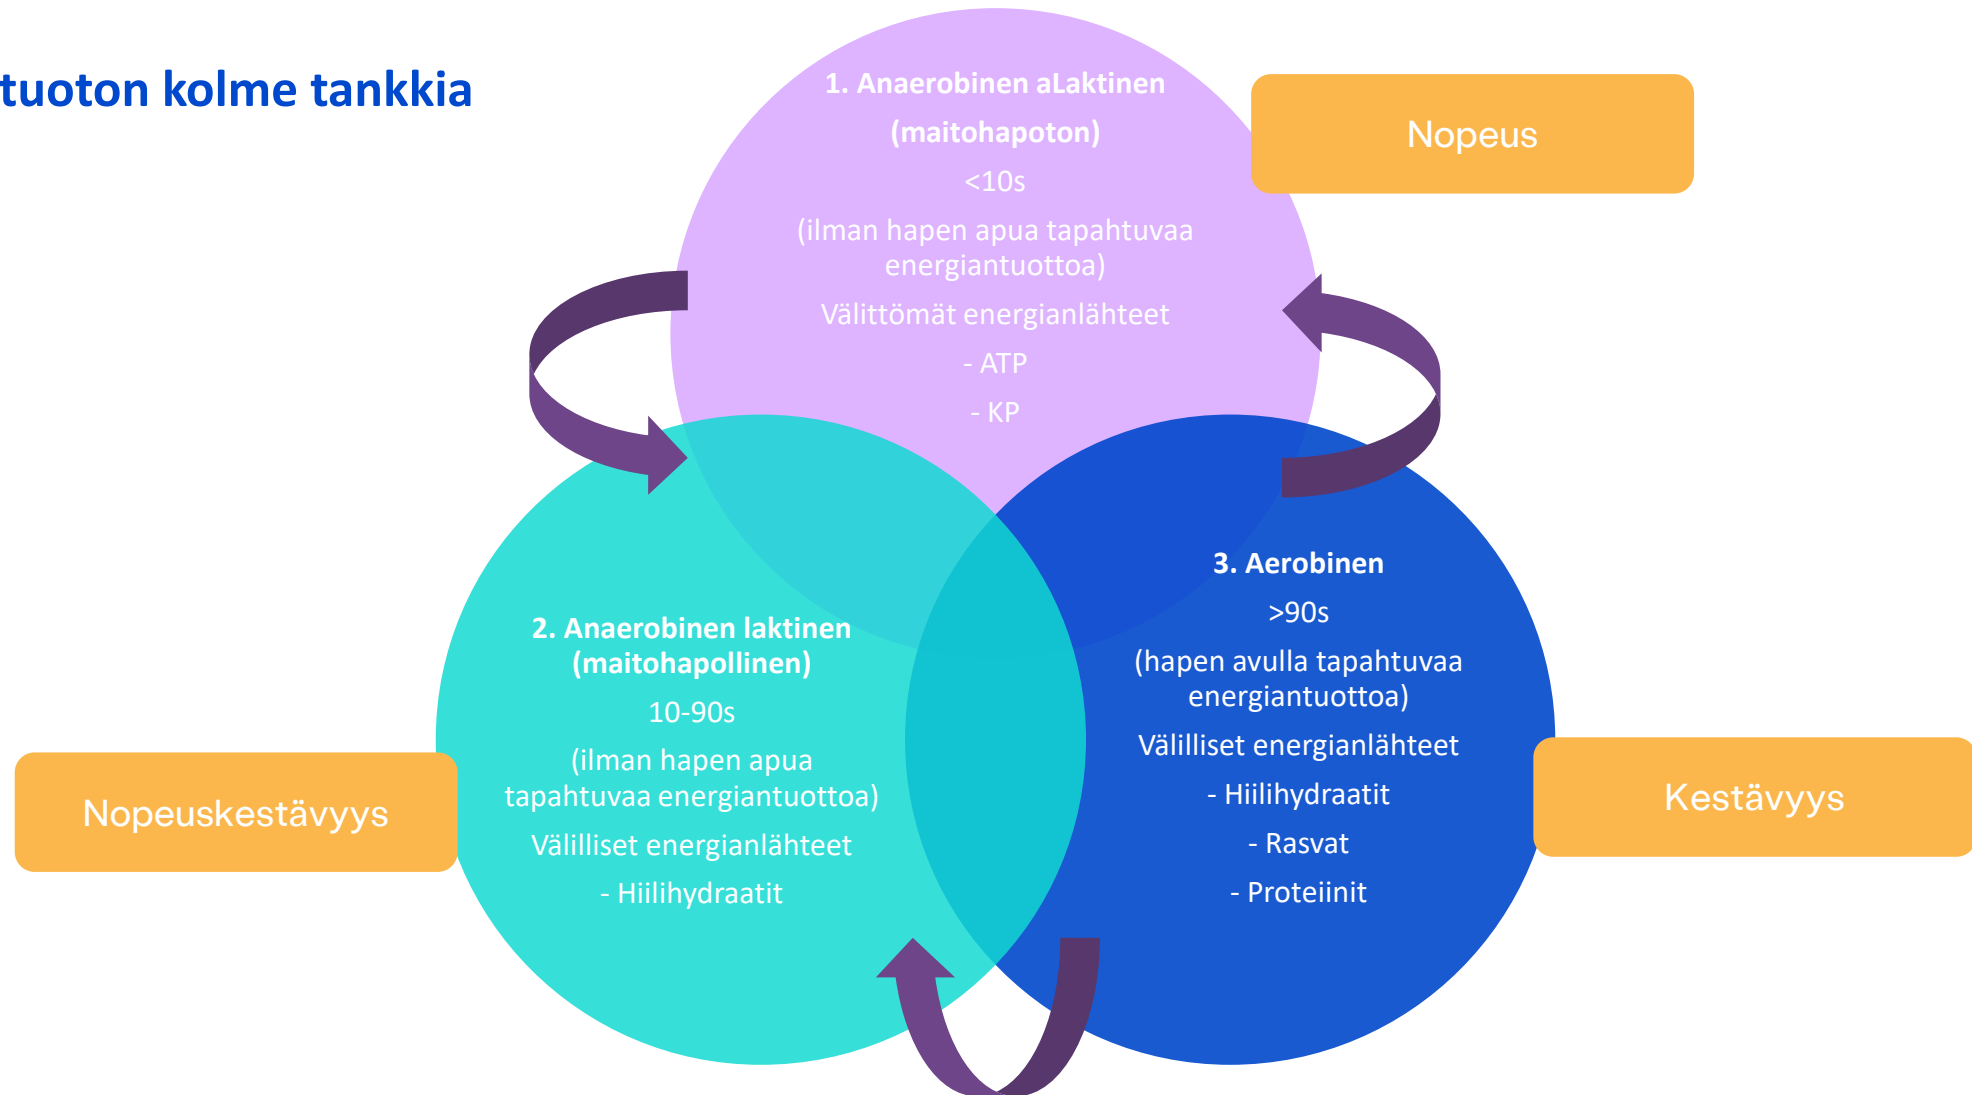 tuoton kolme tankkia
1. Anaerobinen aLaktinen
(maitohapoton)
<10s
(ilman hapen apua tapahtuvaa
energiantuottoa)
Välittömät energianlähteet
- ATP
- KP
Nopeus
2. Anaerobinen laktinen
(maitohapollinen)
10-90s
(ilman hapen apua
tapahtuvaa energiantuottoa)
Välilliset energianlähteet
- Hiilihydraatit
Nopeuskestävyys
3. Aerobinen
>90s
(hapen avulla tapahtuvaa
energiantuottoa)
Välilliset energianlähteet
- Hiilihydraatit
- Rasvat
- Proteiinit
Kestävyys